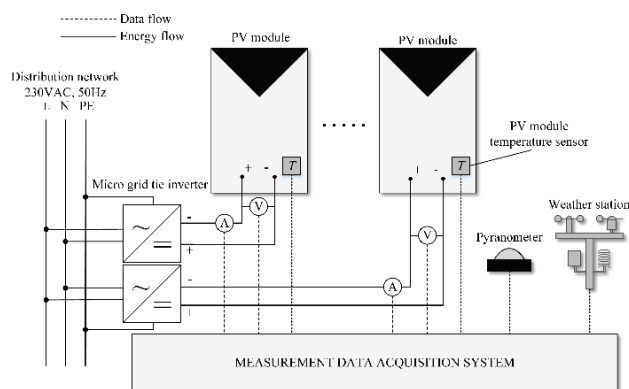 Data flow
Energy flow
PV module
PV module
Distribution network
230VAC, 50Hz
L N PE
PV module
temperature sensor
+ - T
+ - T
Micro grid tie inverter
Weather station
- A V
+
Pyranometer
V
- A
+
MEASUREMENT DATA ACQUISITION SYSTEM